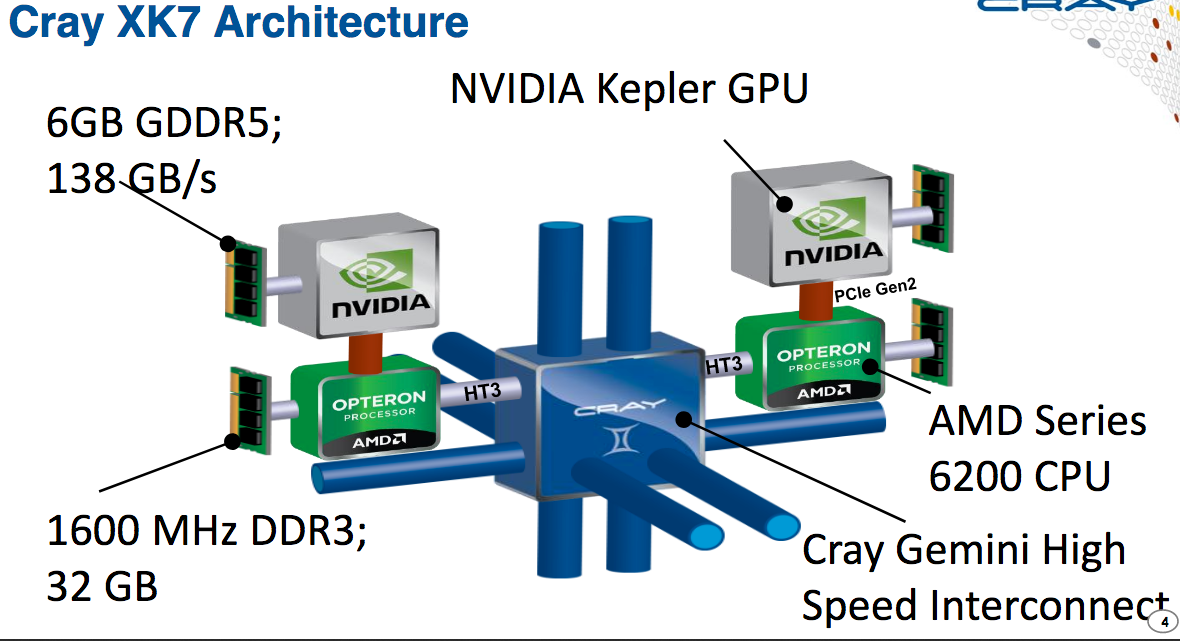 Cray XK7 Architecture
CRAY
NVIDIA Kepler GPU
6GB GDDR5;
138 GB/s
NVIDIA
NVIDIA
PCIe Gen2
OPTERON
PROCESSOR
AMD
HT3
HT3
CRAY
OPTERON
PROCESSOR
AMD
AMD Series
6200 CPU
1600 MHz DDR3;
32 GB
Cray Gemini High
Speed Interconnect
4